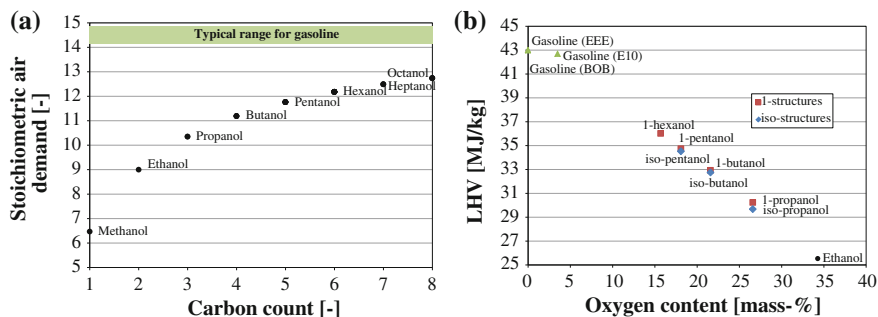 (a)
Stoichiometric air
demand [-]
15
14
13
12
11
10
9
8
7
6
5
Typical range for gasoline
Octanol
Heptanol
Hexanol
Pentanol
Butanol
Propanol
Ethanol
Methanol
1 2 3 4 5 6 7 8
Carbon count [-]
(b)
LHV [MJ/kg]
45
43
41
39
37
35
33
31
29
27
25
Gasoline (EEE)
Gasoline (E10)
Gasoline (BOB)
1-structures
iso-structures
1-hexanol
1-pentanol
iso-pentanol
1-butanol
iso-butanol
1-propanol
iso-propanol
Ethanol
0 5 10 15 20 25 30 35 40
Oxygen content [mass-%]